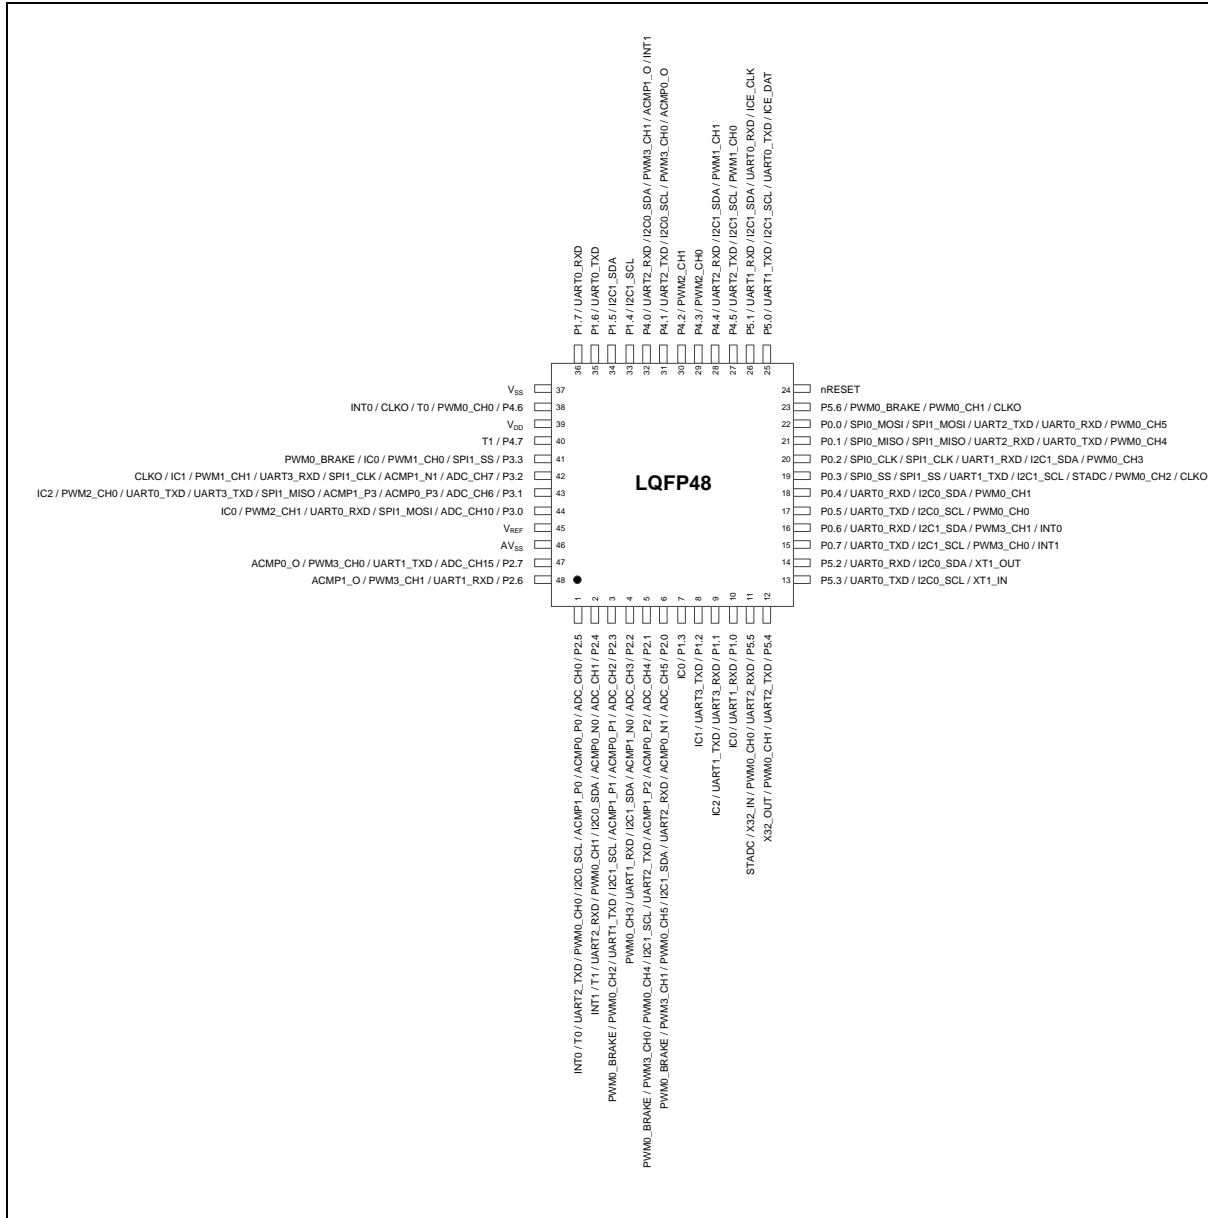 36 P1.7 / UART0_RXD
35 P1.6 / UART0_TXD
34 P1.5 / I2C1_SDA
33 P1.4 / I2C1_SCL
32 P4.0 / UART2_RXD / I2C0_SDA / PWM3_CH1 / ACMP1_O / INT1
31 P4.1 / UART2_TXD / I2C0_SCL / PWM3_CH0 / ACMP0_O
30 P4.2 / PWM2_CH1
29 P4.3 / PWM2_CH0
28 P4.4 / UART2_RXD / I2C1_SDA / PWM1_CH1
27 P4.5 / UART2_TXD / I2C1_SCL / PWM1_CH0
26 P5.1 / UART1_RXD / I2C1_SDA / UART0_RXD / ICE_CLK
25 P5.0 / UART1_TXD / I2C1_SCL / UART0_TXD / ICE_DAT
VSS 37
INT0 / CLKO / T0 / PWM0_CH0 / P4.6 38
VDD 39
T1 / P4.7 40
PWM0_BRAKE / IC0 / PWM1_CH0 / SPI1_SS / P3.3 41
CLKO / IC1 / PWM1_CH1 / UART3_RXD / SPI1_CLK / ACMP1_N1 / ADC_CH7 / P3.2 42
IC2 / PWM2_CH0 / UART0_TXD / UART3_TXD / SPI1_MISO / ACMP1_P3 / ACMP0_P3 / ADC_CH6 / P3.1 43
IC0 / PWM2_CH1 / UART0_RXD / SPI1_MOSI / ADC_CH10 / P3.0 44
VREF 45
AVSS 46
ACMP0_O / PWM3_CH0 / UART1_TXD / ADC_CH15 / P2.7 47
ACMP1_O / PWM3_CH1 / UART1_RXD / P2.6 48
LQFP48
24 nRESET
23 P5.6 / PWM0_BRAKE / PWM0_CH1 / CLKO
22 P0.0 / SPI0_MOSI / SPI1_MOSI / UART2_TXD / UART0_RXD / PWM0_CH5
21 P0.1 / SPI0_MISO / SPI1_MISO / UART2_RXD / UART0_TXD / PWM0_CH4
20 P0.2 / SPI0_CLK / SPI1_CLK / UART1_RXD / I2C1_SDA / PWM0_CH3
19 P0.3 / SPI0_SS / SPI1_SS / UART1_TXD / I2C1_SCL / STADC / PWM0_CH2 / CLKO
18 P0.4 / UART0_RXD / I2C0_SDA / PWM0_CH1
17 P0.5 / UART0_TXD / I2C0_SCL / PWM0_CH0
16 P0.6 / UART0_RXD / I2C1_SDA / PWM3_CH1 / INT0
15 P0.7 / UART0_TXD / I2C1_SCL / PWM3_CH0 / INT1
14 P5.2 / UART0_RXD / I2C0_SDA / XT1_OUT
13 P5.3 / UART0_TXD / I2C0_SCL / XT1_IN
1 INT0 / T0 / UART2_TXD / PWM0_CH0 / I2C0_SCL / ACMP1_P0 / ACMP0_P0 / ADC_CH0 / P2.5
2 INT1 / T1 / UART2_RXD / PWM0_CH1 / I2C0_SDA / ACMP0_N0 / ADC_CH1 / P2.4
3 PWM0_BRAKE / PWM0_CH2 / UART1_TXD / I2C1_SCL / ACMP1_P1 / ACMP0_P1 / ADC_CH2 / P2.3
4 PWM0_CH3 / UART1_RXD / I2C1_SDA / ACMP1_N0 / ADC_CH3 / P2.2
5 PWM0_BRAKE / PWM3_CH0 / PWM0_CH4 / I2C1_SCL / UART2_TXD / ACMP1_P2 / ACMP0_P2 / ADC_CH4 / P2.1
6 PWM0_BRAKE / PWM3_CH1 / PWM0_CH5 / I2C1_SDA / UART2_RXD / ACMP0_N1 / ADC_CH5 / P2.0
7 IC0 / P1.3
8 IC1 / UART3_TXD / P1.2
9 IC2 / UART1_TXD / UART3_RXD / P1.1
10 IC0 / UART1_RXD / P1.0
11 STADC / X32_IN / PWM0_CH0 / UART2_RXD / P5.5
12 X32_OUT / PWM0_CH1 / UART2_TXD / P5.4